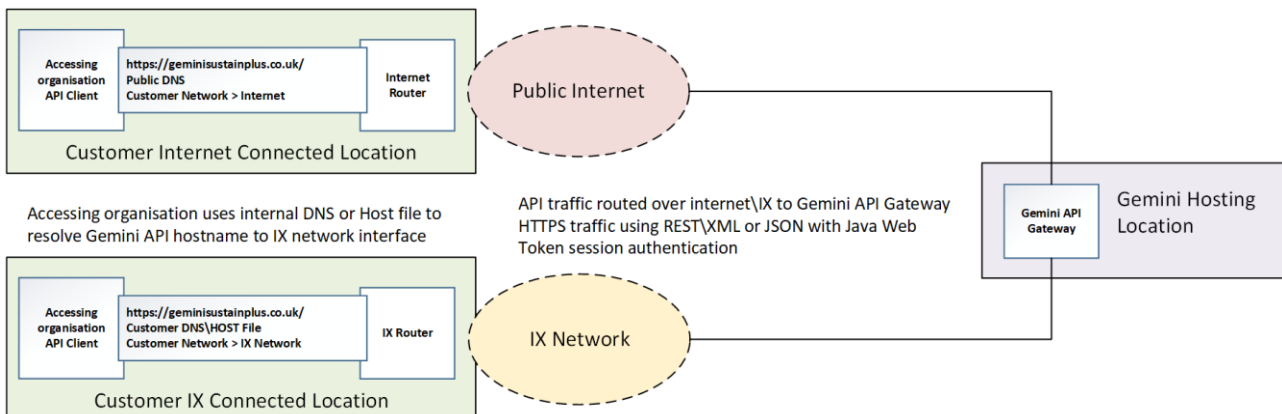 Accessing
organisation
API Client
https://geminisustainplus.co.uk/
Public DNS
Customer Network > Internet
Internet
Router
Customer Internet Connected Location
Public Internet
Accessing organisation uses internal DNS or Host file to
resolve Gemini API hostname to IX network interface
API traffic routed over internet\IX to Gemini API Gateway
HTTPS traffic using REST\XML or JSON with Java Web
Token session authentication
Gemini API
Gateway
Gemini Hosting
Location
Accessing
organisation
API Client
https://geminisustainplus.co.uk/
Customer DNS\HOST File
Customer Network > IX Network
IX Router
Customer IX Connected Location
IX Network